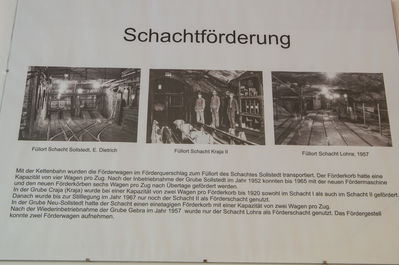 Schachtförderung
Füllort Schacht Sollstedt, E. Dietrich
Füllort Schacht Kraja II
Füllort Schacht Lohra, 1957
Mit der Kettenbahn wurden die Förderwagen im Förderquerschlag zum Füllort des Schachtes Sollstedt transportiert. Der Förderkorb hatte eine
Kapazität von vier Wagen pro Zug. Nach der Inbetriebnahme der Grube Sollstedt im Jahr 1952 konnten bis 1965 mit der neuen Fördermaschine
und den neuen Förderkörben sechs Wagen pro Zug nach Übertage gefördert werden.
In der Grube Craja (Kraja) wurde bei einer Kapazität von zwei Wagen pro Förderkorb bis 1920 sowohl im Schacht I als auch im Schacht II gefördert.
Danach wurde bis zur Stilllegung im Jahr 1967 nur noch der Schacht II als Förderschacht genutzt.
In der Grube Neu-Sollstedt hatte der Schacht einen einetagigen Förderkorb mit einer Kapazität von zwei Wagen pro Zug.
Nach der Wiederinbetriebnahme der Grube Gebra im Jahr 1957 wurde nur der Schacht Lohra als Förderschacht genutzt. Das Fördergestell
konnte zwei Förderwagen aufnehmen.